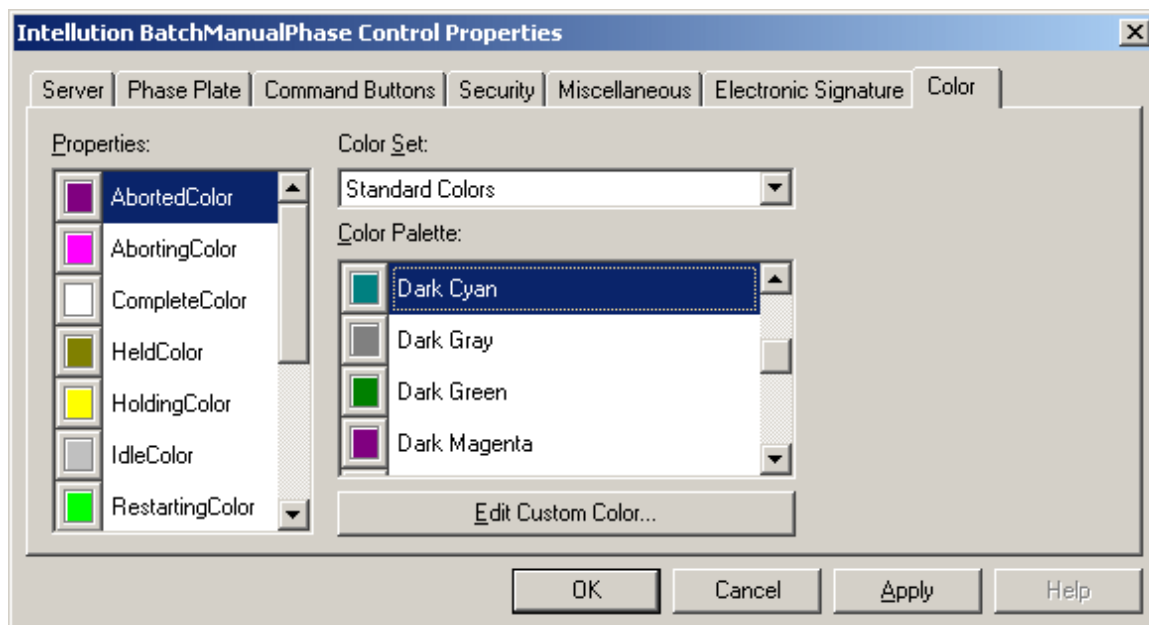 Intellution BatchManualPhase Control Properties
Server Phase Plate Command Buttons Security Miscellaneous Electronic Signature Color
Properties:
AbortedColor
AbortingColor
CompleteColor
HeldColor
HoldingColor
IdleColor
RestartingColor
Color Set:
Standard Colors
Color Palette:
Dark Cyan
Dark Gray
Dark Green
Dark Magenta
Edit Custom Color...
OK Cancel Apply Help